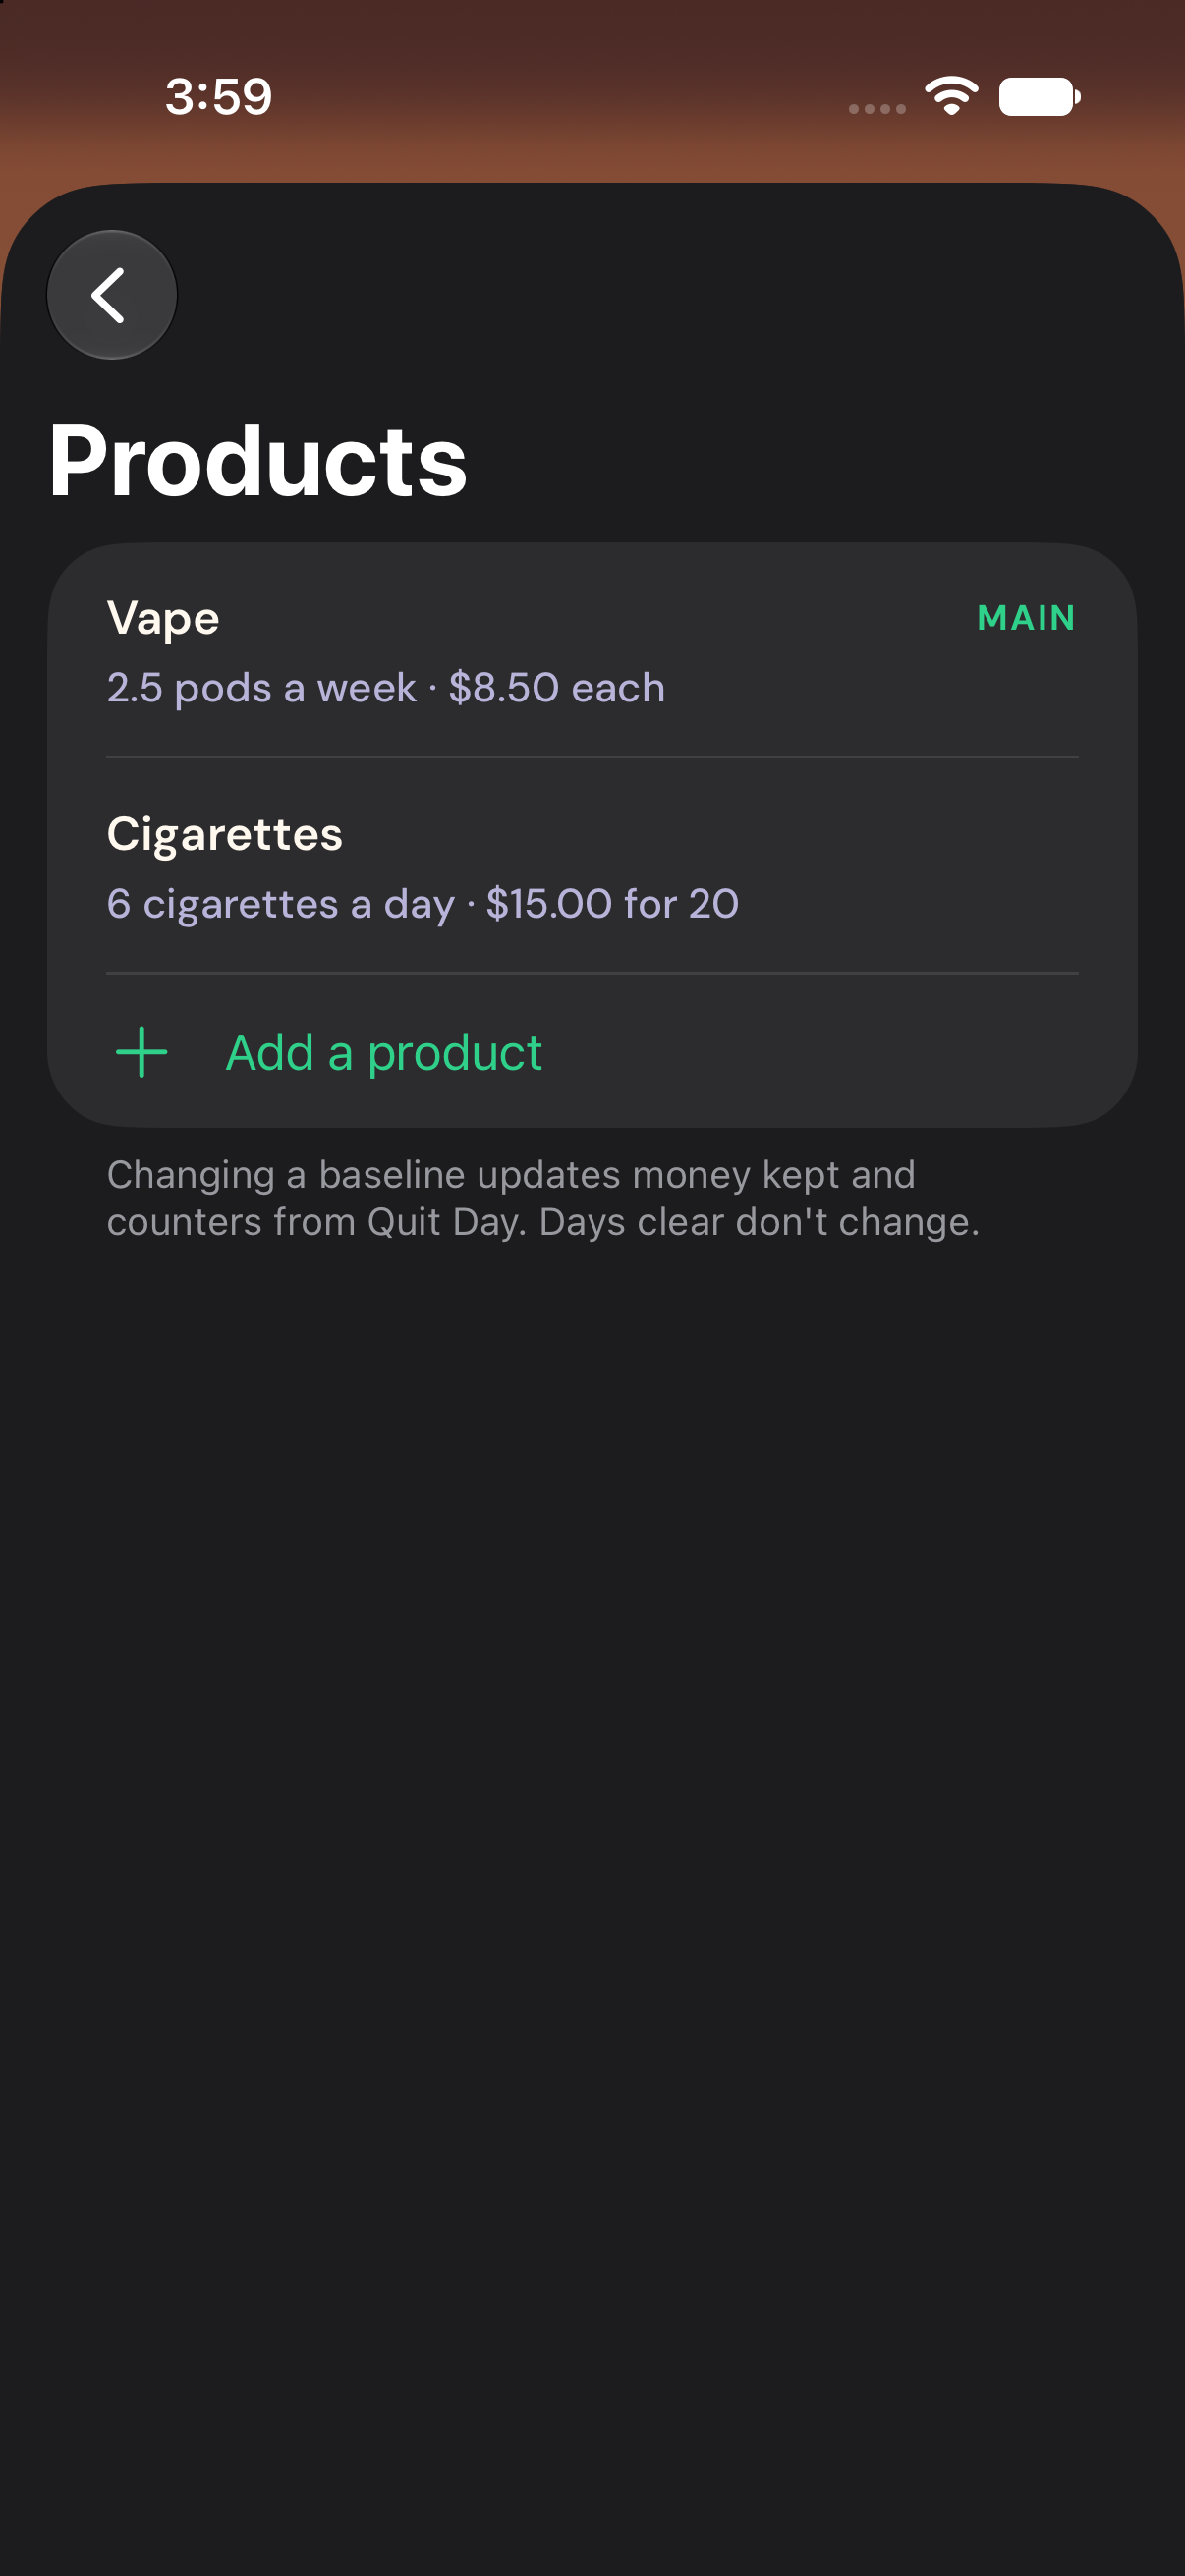 3:59
Products
Vape
MAIN
2.5 pods a week · $8.50 each
Cigarettes
6 cigarettes a day · $15.00 for 20
Add a product
Changing a baseline updates money kept and
counters from Quit Day. Days clear don't change.